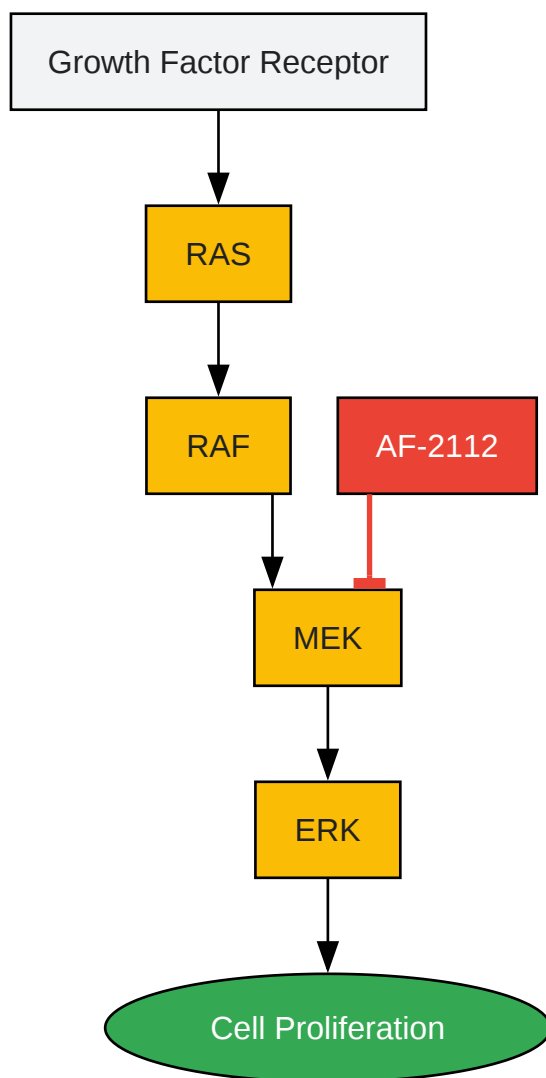 Growth Factor Receptor
RAS
RAF
AF-2112
MEK
ERK
Cell Proliferation